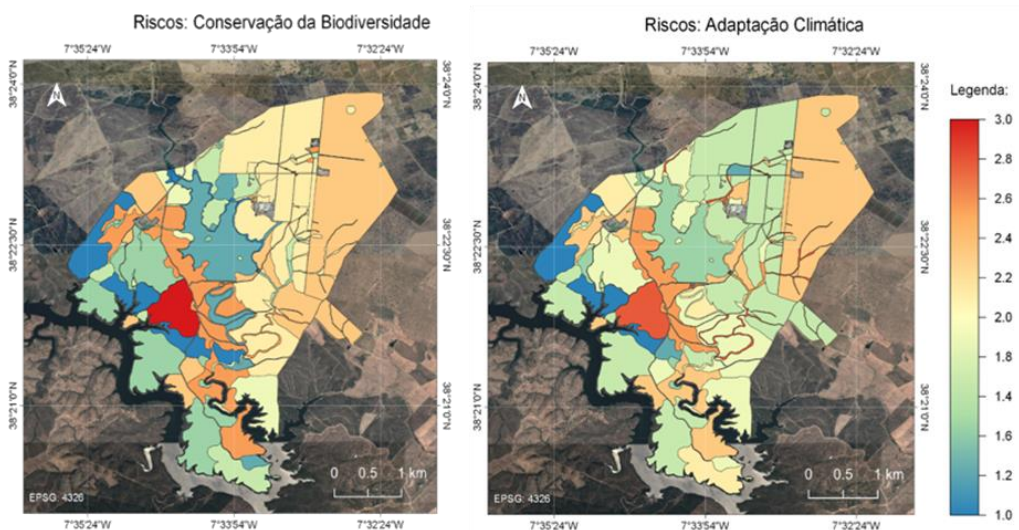 Riscos: Conservação da Biodiversidade
7°35'24"W 7°33'54"W 7°32'24"W
38°24'0"N 38°24'0"N
N
38°22'30"N 38°22'30"N
38°21'0"N 38°21'0"N
0 0.5 1 km
EPSG: 4326
7°35'24"W 7°33'54"W 7°32'24"W
Riscos: Adaptação Climática
7°35'24"W 7°33'54"W 7°32'24"W
38°24'0"N 38°24'0"N
N
38°22'30"N 38°22'30"N
38°21'0"N 38°21'0"N
0 0.5 1 km
EPSG: 4326
7°35'24"W 7°33'54"W 7°32'24"W
Legenda:
3.0
2.8
2.6
2.4
2.2
2.0
1.8
1.6
1.4
1.2
1.0